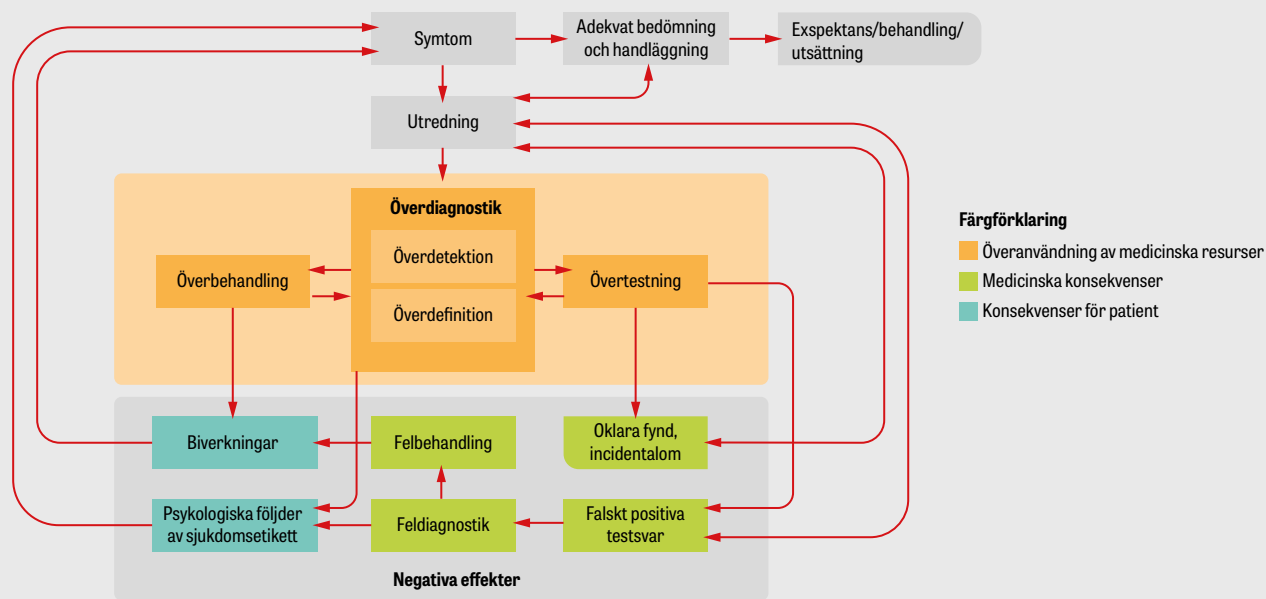 Symtom
Adekvat bedömning
och handläggning
Exspektans/behandling/
utsättning
Utredning
Överdiagnostik
Överdetektion
Överdefinition
Överbehandling
Övertestning
Färgförklaring
Överanvändning av medicinska resurser
Medicinska konsekvenser
Konsekvenser för patient
Biverkningar
Felbehandling
Oklara fynd,
incidentalom
Psykologiska följder
av sjukdomsetikett
Feldiagnostik
Falskt positiva
testsvar
Negativa effekter